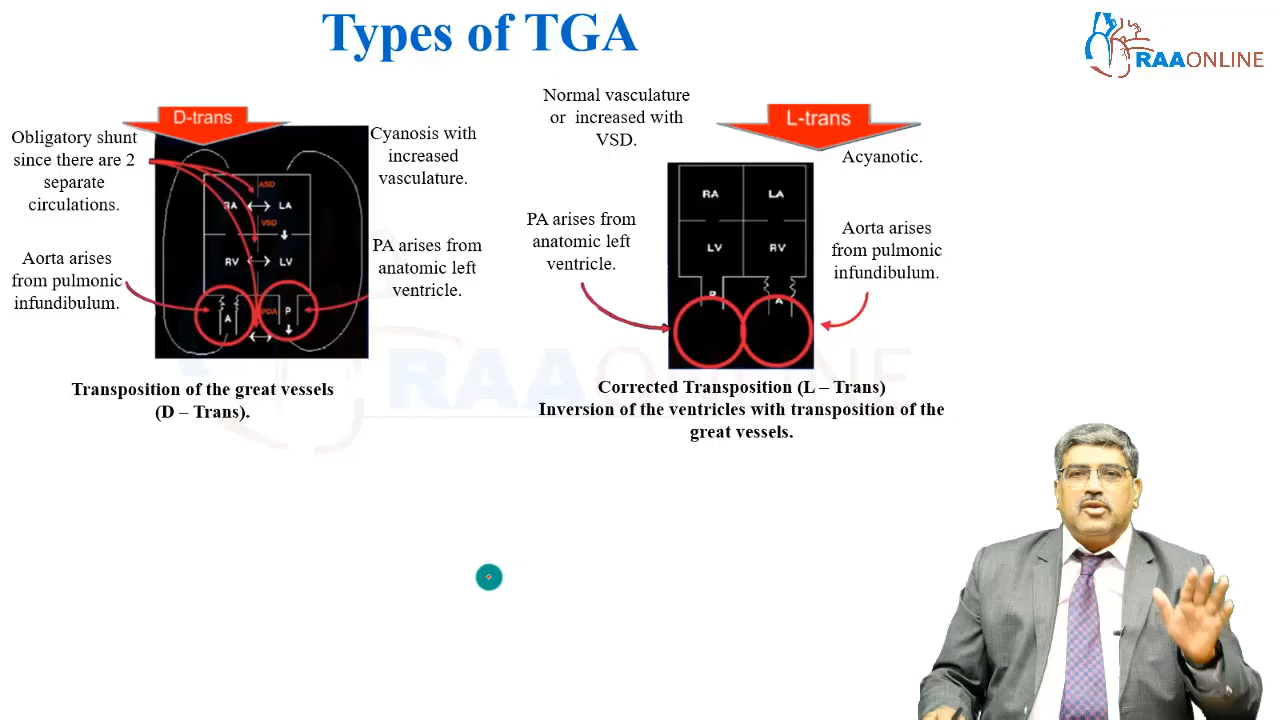 Types of TGA
RAAONLINE
D-trans
Obligatory shunt
since there are 2
separate
circulations.
Cyanosis with
increased
vasculature.
Aorta arises
from pulmonic
infundibulum.
PA arises from
anatomic left
ventricle.
ASD
RA
LA
VSD
RV
LV
A
PDA
P
Transposition of the great vessels
(D – Trans).
Normal vasculature
or increased with
VSD.
L-trans
Acyanotic.
PA arises from
anatomic left
ventricle.
Aorta arises
from pulmonic
infundibulum.
RA
LA
LV
RV
P
A
Corrected Transposition (L – Trans)
Inversion of the ventricles with transposition of the
great vessels.
RAAONLINE